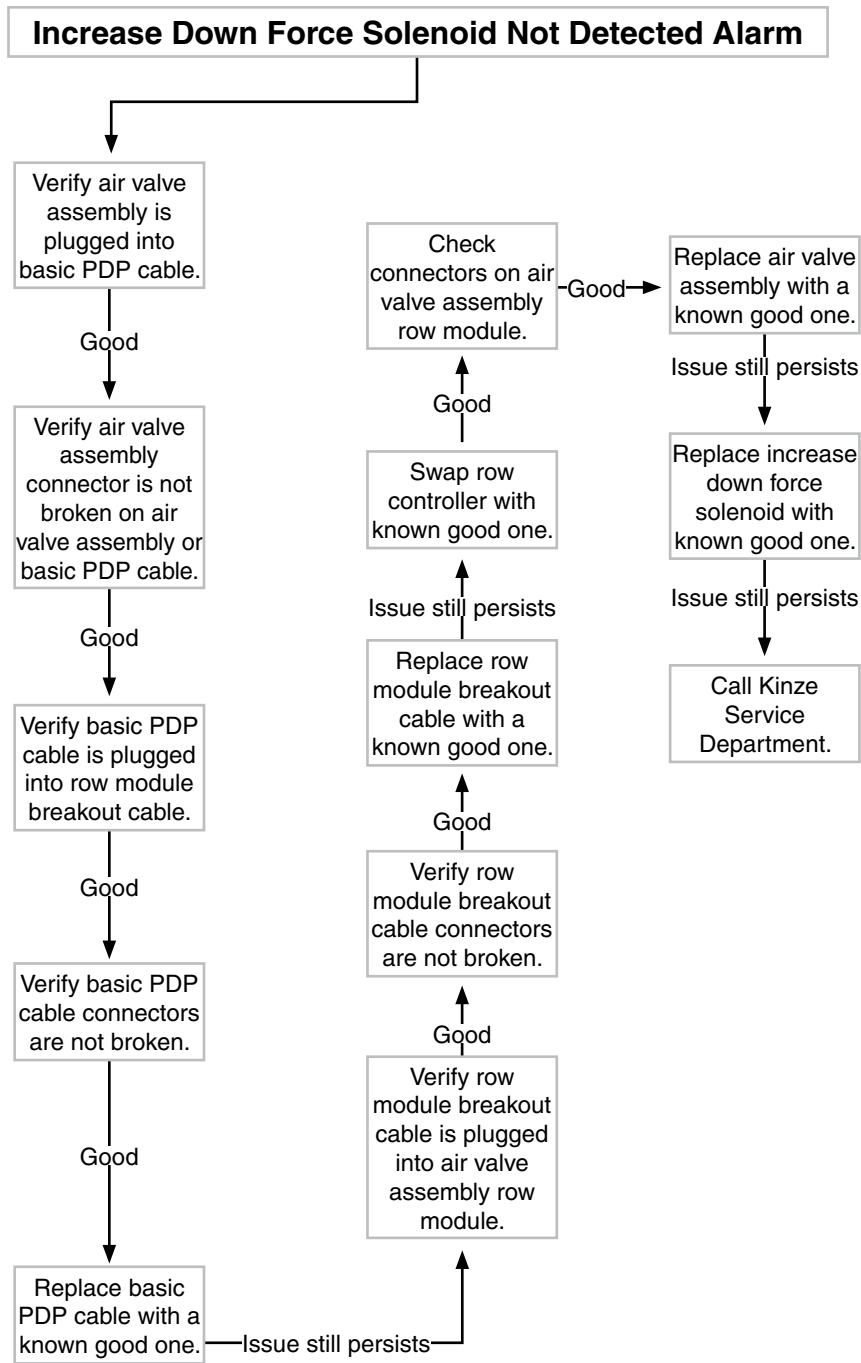 Increase Down Force Solenoid Not Detected Alarm
Verify air valve
assembly is
plugged into
basic PDP cable.
Good
Verify air valve
assembly
connector is not
broken on air
valve assembly or
basic PDP cable.
Good
Verify basic PDP
cable is plugged
into row module
breakout cable.
Good
Verify basic PDP
cable connectors
are not broken.
Good
Replace basic
PDP cable with a
known good one.
Issue still persists
Verify row
module breakout
cable is plugged
into air valve
assembly row
module.
Good
Verify row
module breakout
cable connectors
are not broken.
Good
Replace row
module breakout
cable with a
known good one.
Issue still persists
Swap row
controller with
known good one.
Good
Check
connectors on air
valve assembly
row module.
Good
Replace air valve
assembly with a
known good one.
Issue still persists
Replace increase
down force
solenoid with
known good one.
Issue still persists
Call Kinze
Service
Department.